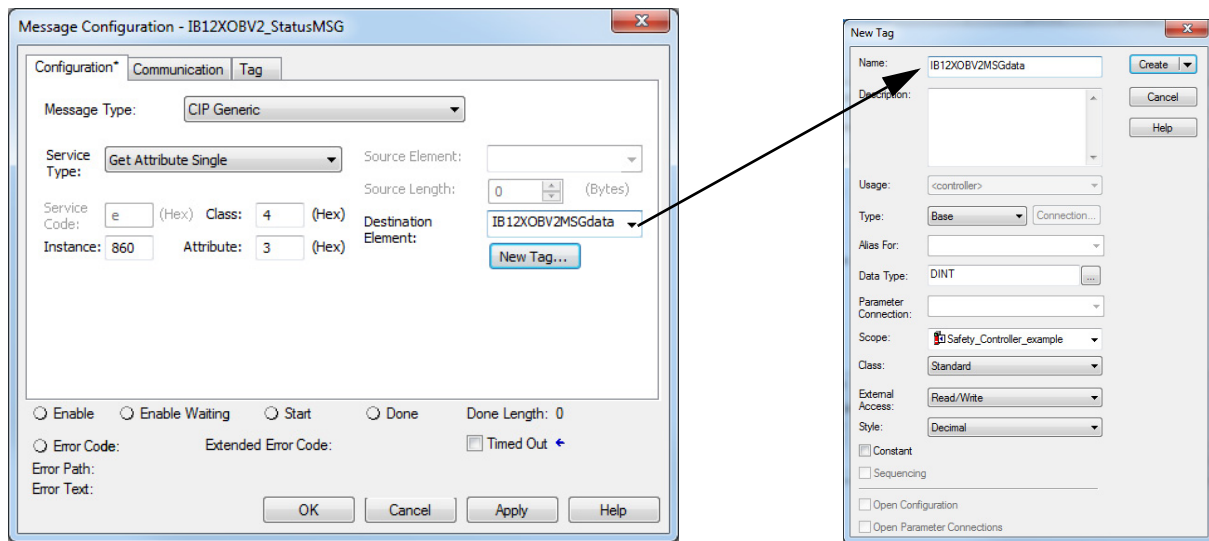 Message Configuration - IB12XOBV2_StatusMSG
Configuration* Communication Tag
Message Type: CIP Generic
Service Type: Get Attribute Single
Source Element:
Source Length: 0 (Bytes)
Service Code: e (Hex) Class: 4 (Hex)
Destination Element: IB12XOBV2MSGdata
Instance: 860 Attribute: 3 (Hex)
New Tag...
Enable Enable Waiting Start Done Done Length: 0
Error Code: Extended Error Code: Timed Out
Error Path:
Error Text:
OK Cancel Apply Help
New Tag
Name: IB12XOBV2MSGdata Create
Description: Cancel
Help
Usage: <controller>
Type: Base Connection...
Alias For:
Data Type: DINT ...
Parameter
Connection:
Scope: Safety_Controller_example
Class: Standard
External
Access: Read/Write
Style: Decimal
Constant
Sequencing
Open Configuration
Open Parameter Connections